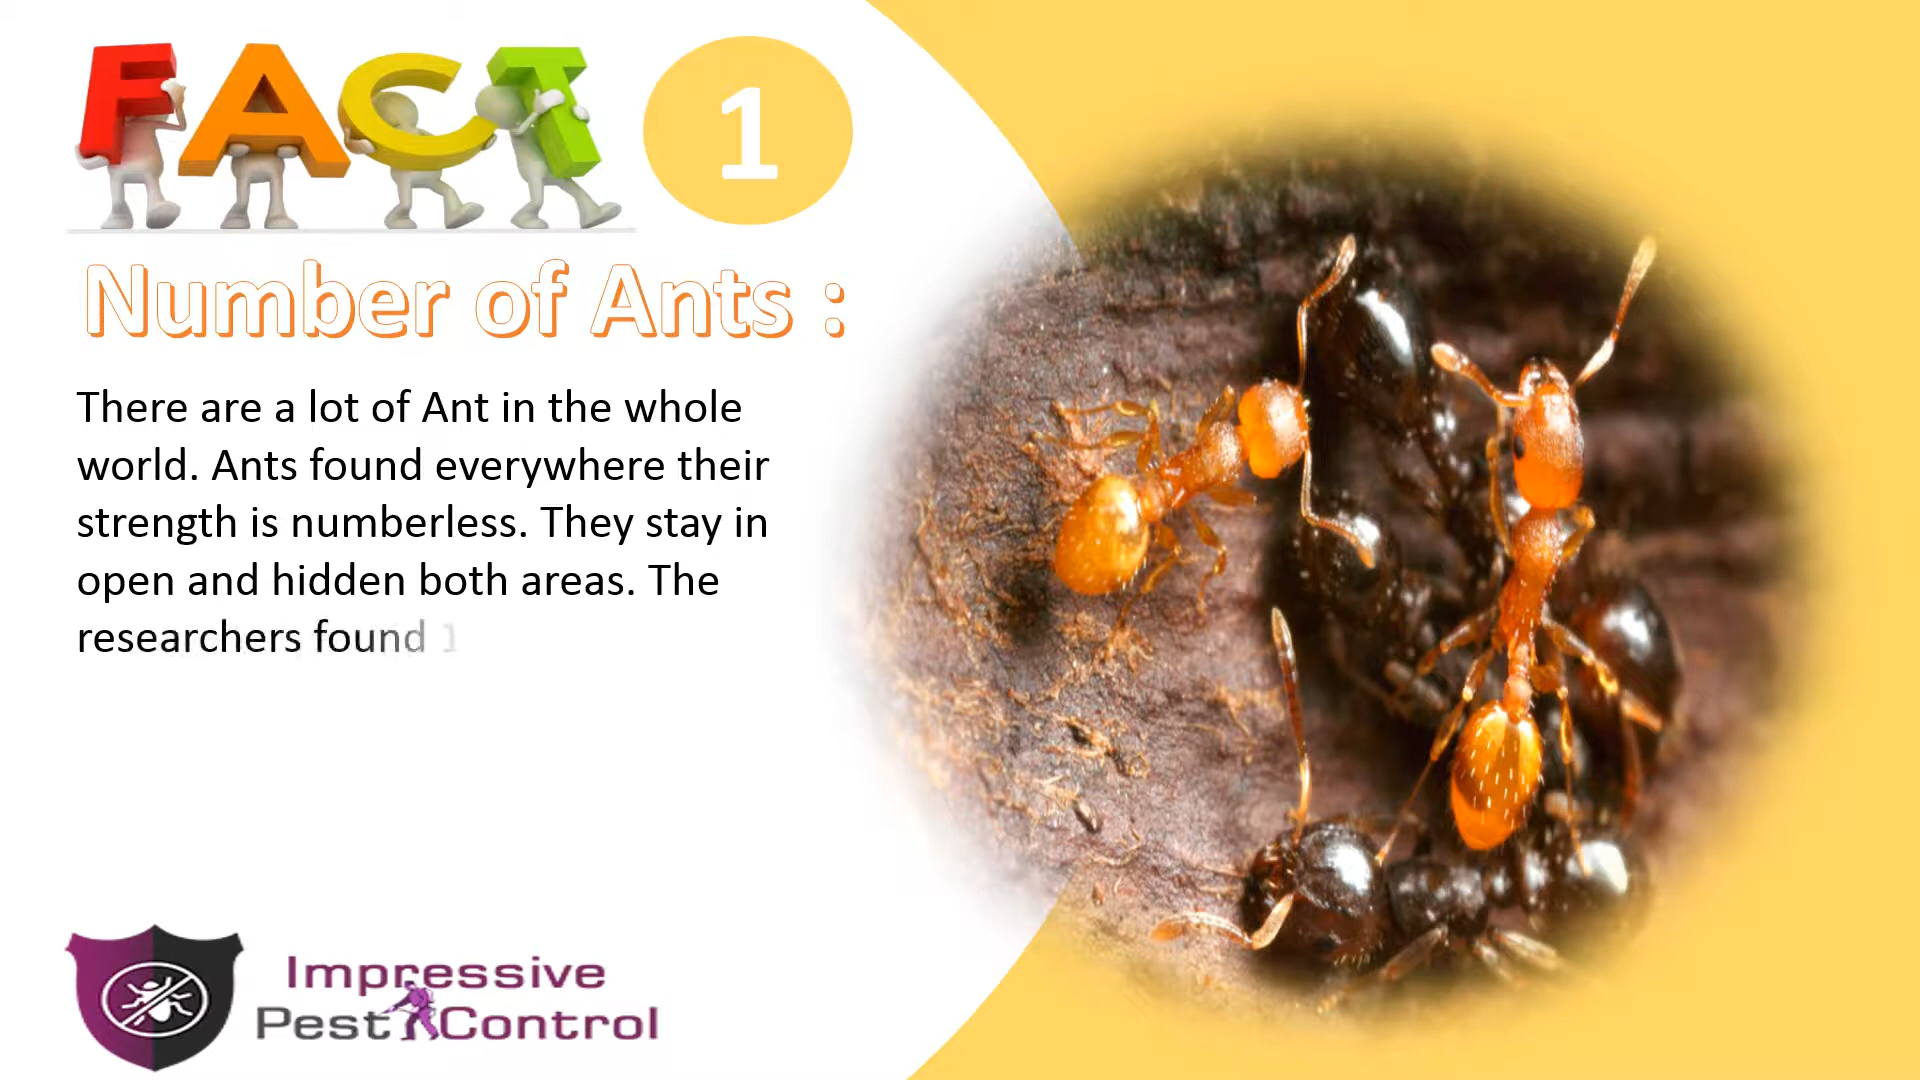 FACT 1
Number of Ants :
There are a lot of Ant in the whole
world. Ants found everywhere their
strength is numberless. They stay in
open and hidden both areas. The
researchers found 1
Impressive
Pest Control